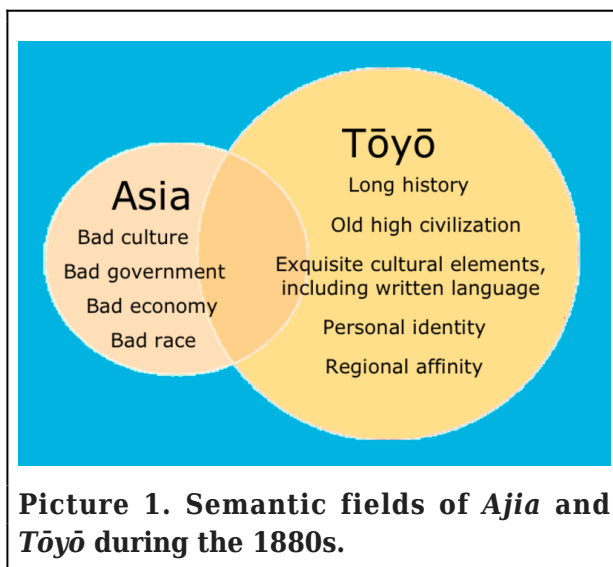 Asia
Bad culture
Bad government
Bad economy
Bad race
Tōyō
Long history
Old high civilization
Exquisite cultural elements,
including written language
Personal identity
Regional affinity
Picture 1. Semantic fields of Ajia and
Tōyō during the 1880s.